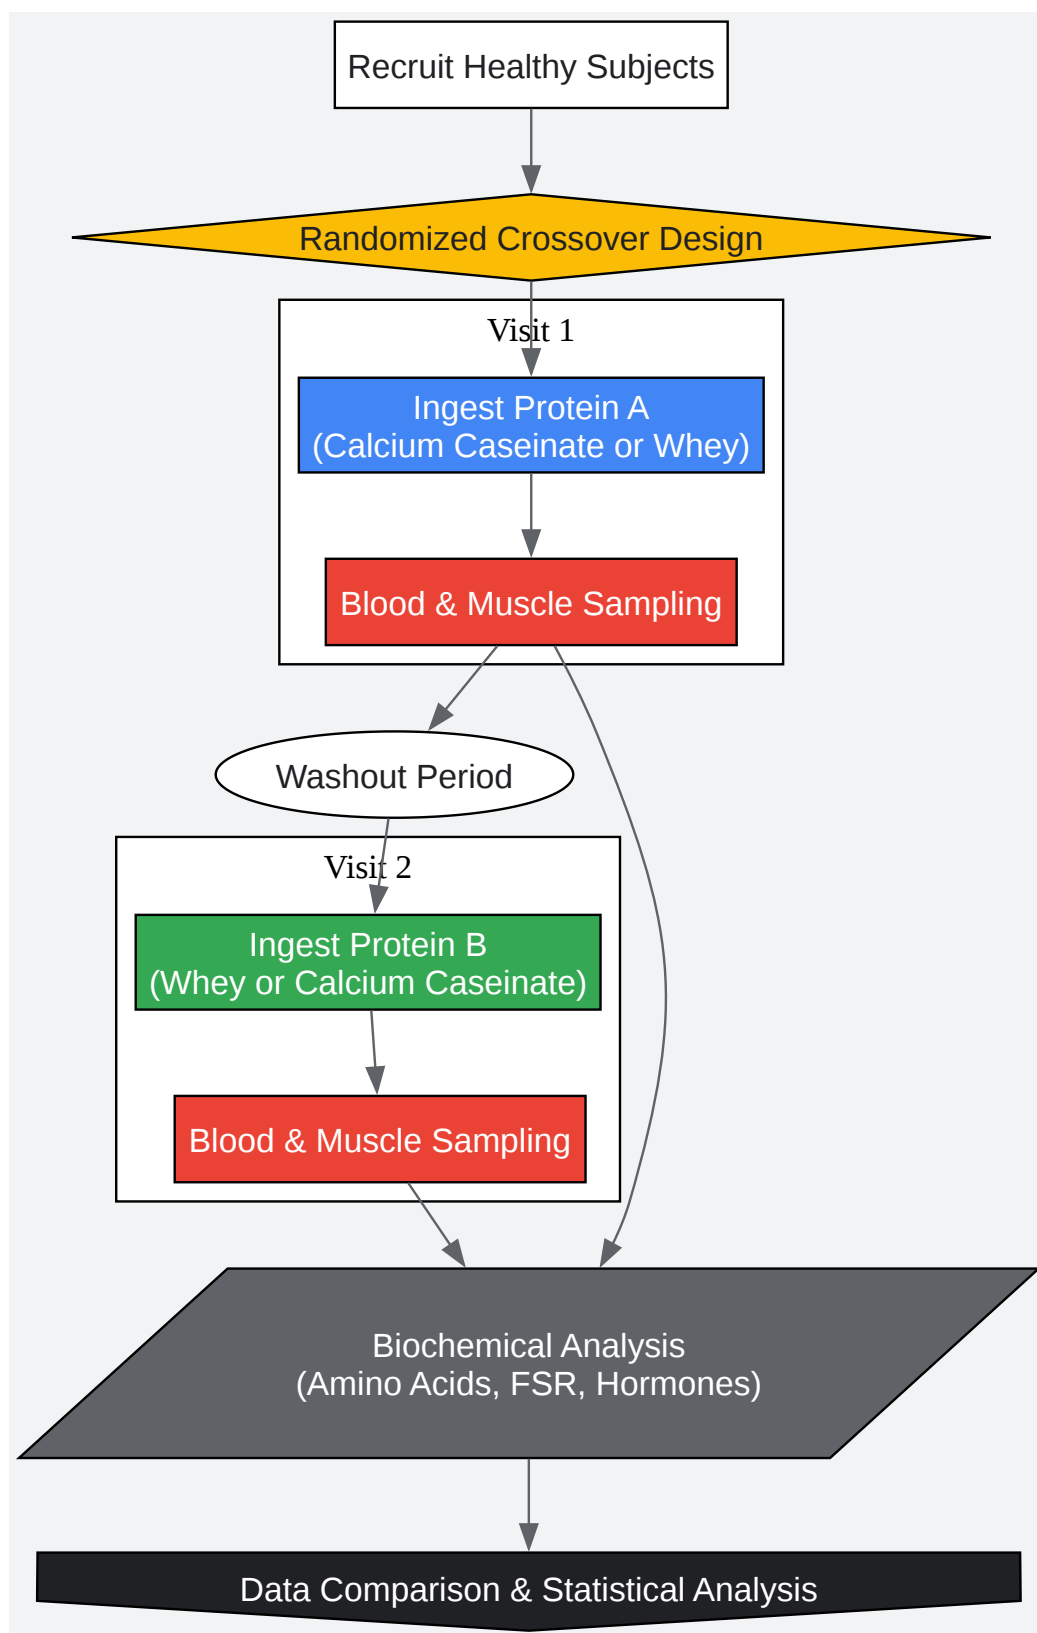 Recruit Healthy Subjects
Randomized Crossover Design
Visit 1
Ingest Protein A
(Calcium Caseinate or Whey)
Blood & Muscle Sampling
Washout Period
Visit 2
Ingest Protein B
(Whey or Calcium Caseinate)
Blood & Muscle Sampling
Biochemical Analysis
(Amino Acids, FSR, Hormones)
Data Comparison & Statistical Analysis